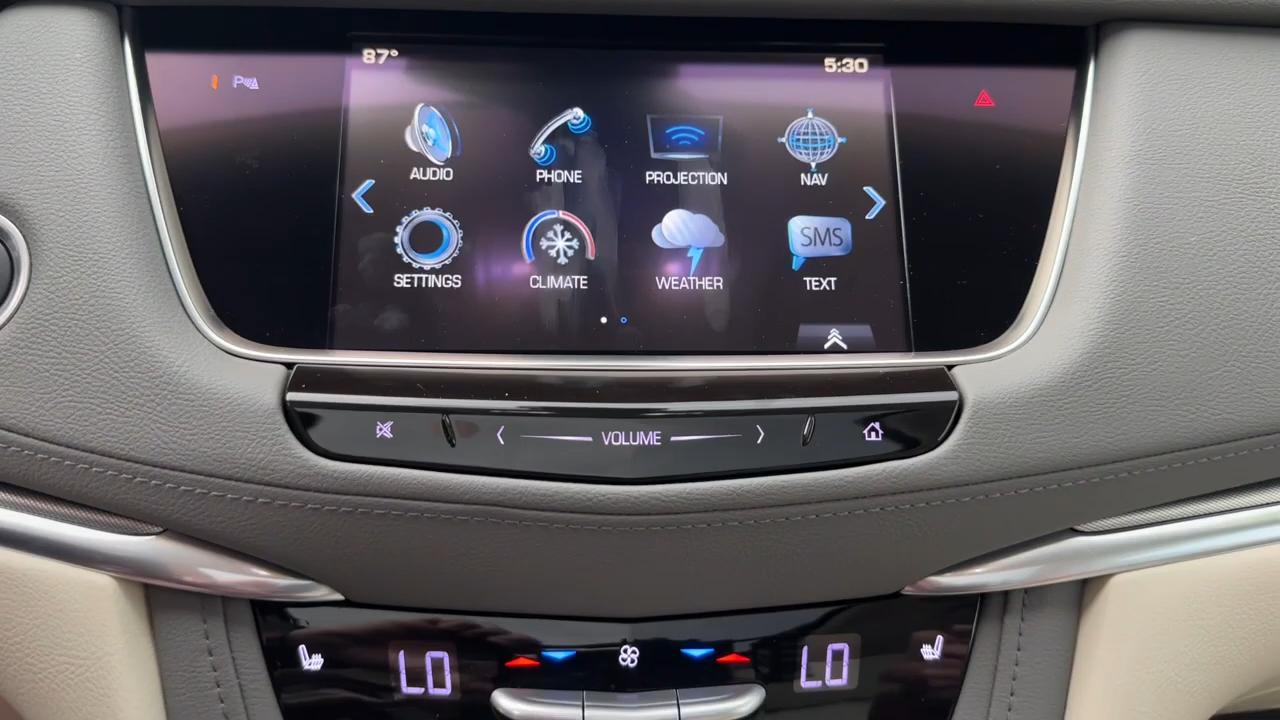 87°
5:30
P
AUDIO
PHONE
PROJECTION
NAV
SMS
SETTINGS
CLIMATE
WEATHER
TEXT
VOLUME
LO
LO